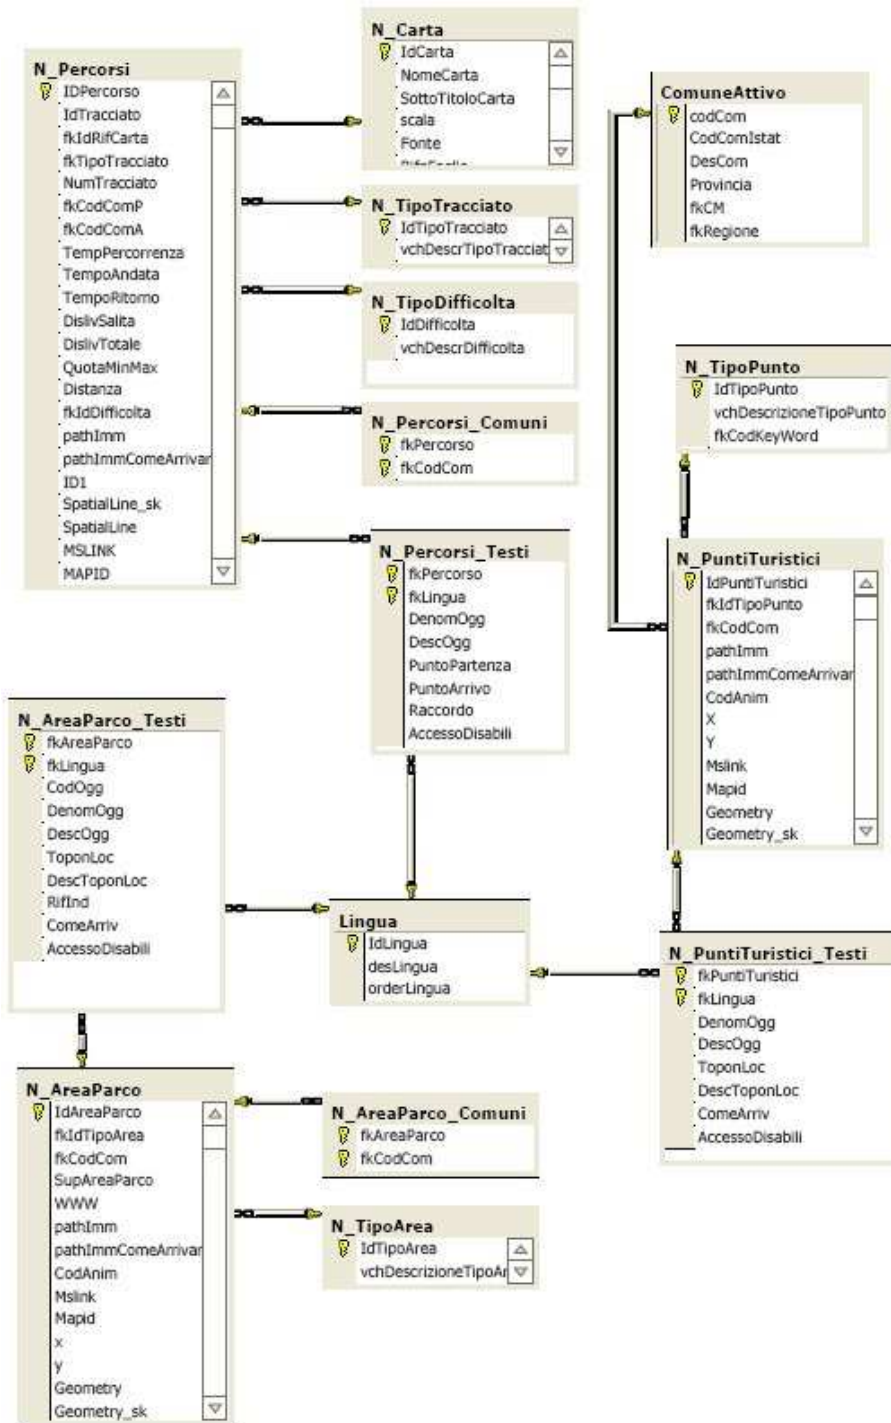 N_Percorsi
IDPercorso
IdTracciato
fkIdRifCarta
fkTipoTracciato
NumTracciato
fkCodComP
fkCodComA
TempPercorrenza
TempoAndata
TempoRitorno
DislivSalita
DislivTotale
QuotaMinMax
Distanza
fkIdDifficolta
pathImm
pathImmComeArrivar
ID1
SpatialLine_sk
SpatialLine
MSLINK
MAPID
N_Carta
IdCarta
NomeCarta
SottoTitoloCarta
scala
Fonte
N_TipoTracciato
IdTipoTracciato
vchDescrTipoTracciat
N_TipoDifficolta
IdDifficolta
vchDescrDifficolta
N_Percorsi_Comuni
fkPercorso
fkCodCom
N_Percorsi_Testi
fkPercorso
fkLingua
DenomOgg
DescOgg
PuntoPartenza
PuntoArrivo
Raccordo
AccessoDisabili
ComuneAttivo
codCom
CodComIstat
DesCom
Provincia
fkCM
fkRegione
N_TipoPunto
IdTipoPunto
vchDescrizioneTipoPunto
fkCodKeyWord
N_PuntiTuristici
IdPuntiTuristici
fkIdTipoPunto
fkCodCom
pathImm
pathImmComeArrivar
CodAnim
X
Y
Mslink
Mapid
Geometry
Geometry_sk
N_AreaParco_Testi
fkAreaParco
fkLingua
CodOgg
DenomOgg
DescOgg
ToponLoc
DescToponLoc
RifInd
ComeArriv
AccessoDisabili
Lingua
IdLingua
desLingua
orderLingua
N_PuntiTuristici_Testi
fkPuntiTuristici
fkLingua
DenomOgg
DescOgg
ToponLoc
DescToponLoc
ComeArriv
AccessoDisabili
N_AreaParco
IdAreaParco
fkIdTipoArea
fkCodCom
SupAreaParco
WWW
pathImm
pathImmComeArrivar
CodAnim
Mslink
Mapid
x
y
Geometry
Geometry_sk
N_AreaParco_Comuni
fkAreaParco
fkCodCom
N_TipoArea
IdTipoArea
vchDescrizioneTipoAr